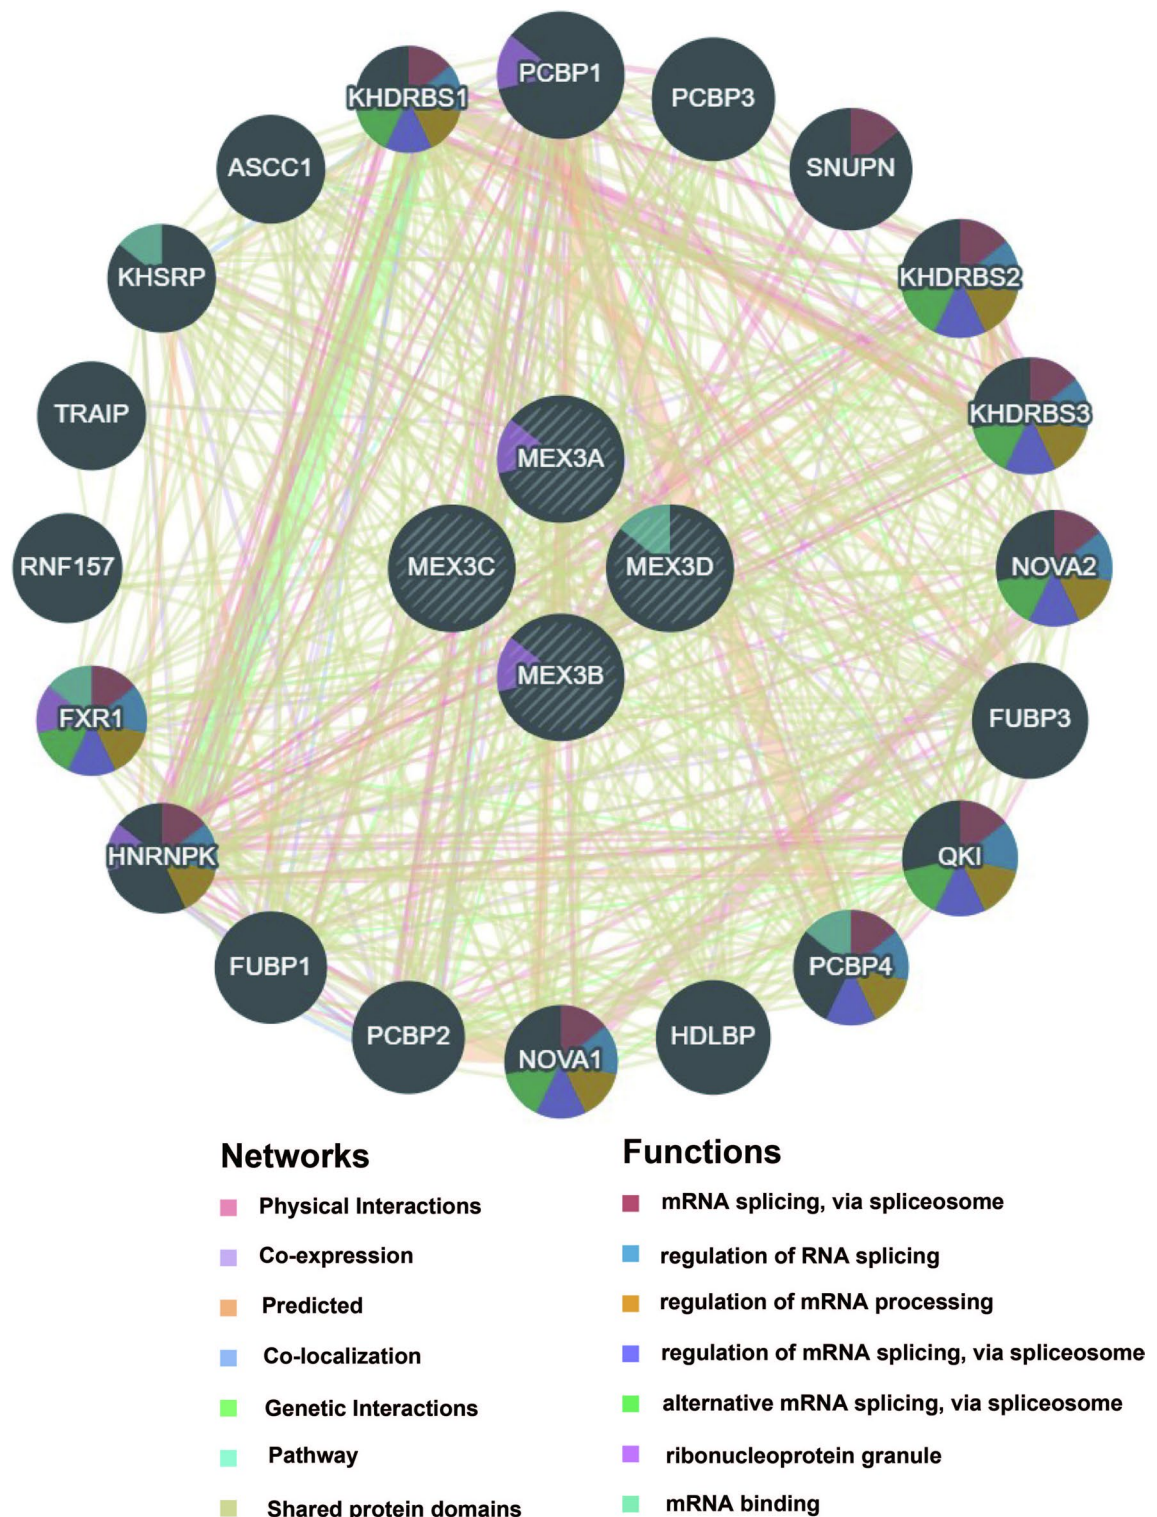 PCBP1
KHDRBS1
PCBP3
ASCC1
SNUPN
KHSRP
KHDRBS2
TRAIP
KHDRBS3
MEX3A
MEX3C
MEX3D
RNF157
NOVA2
MEX3B
FXR1
FUBP3
HNRNPK
QKI
FUBP1
PCBP4
PCBP2
HDLBP
NOVA1
Networks
Physical Interactions
Co-expression
Predicted
Co-localization
Genetic Interactions
Pathway
Shared protein domains
Functions
mRNA splicing, via spliceosome
regulation of RNA splicing
regulation of mRNA processing
regulation of mRNA splicing, via spliceosome
alternative mRNA splicing, via spliceosome
ribonucleoprotein granule
mRNA binding